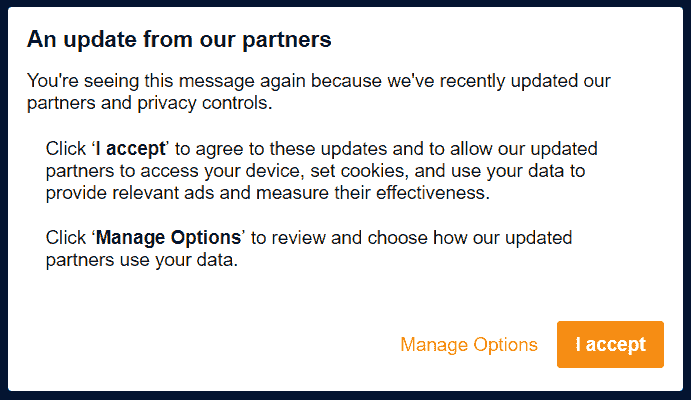 An update from our partners
You're seeing this message again because we've recently updated our
partners and privacy controls.
Click ‘I accept’ to agree to these updates and to allow our updated
partners to access your device, set cookies, and use your data to
provide relevant ads and measure their effectiveness.
Click ‘Manage Options’ to review and choose how our updated
partners use your data.
Manage Options I accept